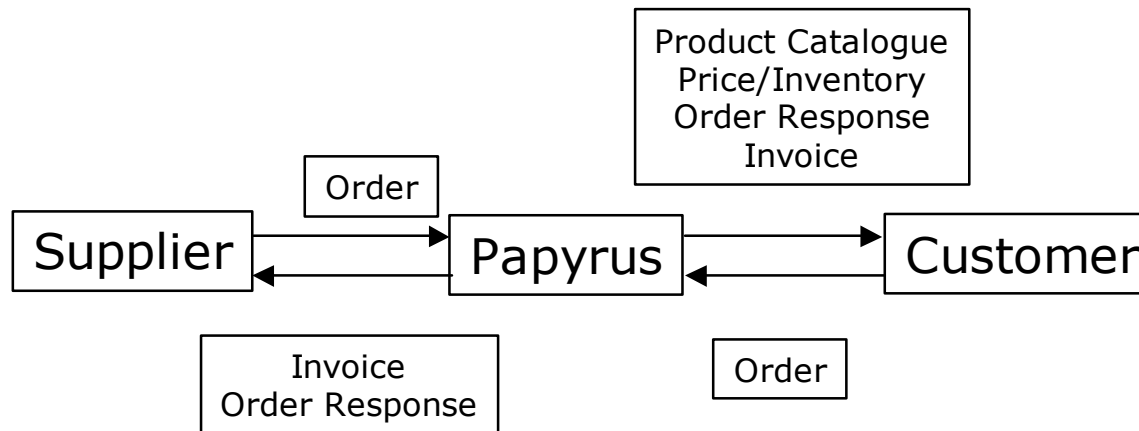 Product Catalogue
Price/Inventory
Order Response
Invoice
Order
Supplier
Papyrus
Customer
Invoice
Order Response
Order